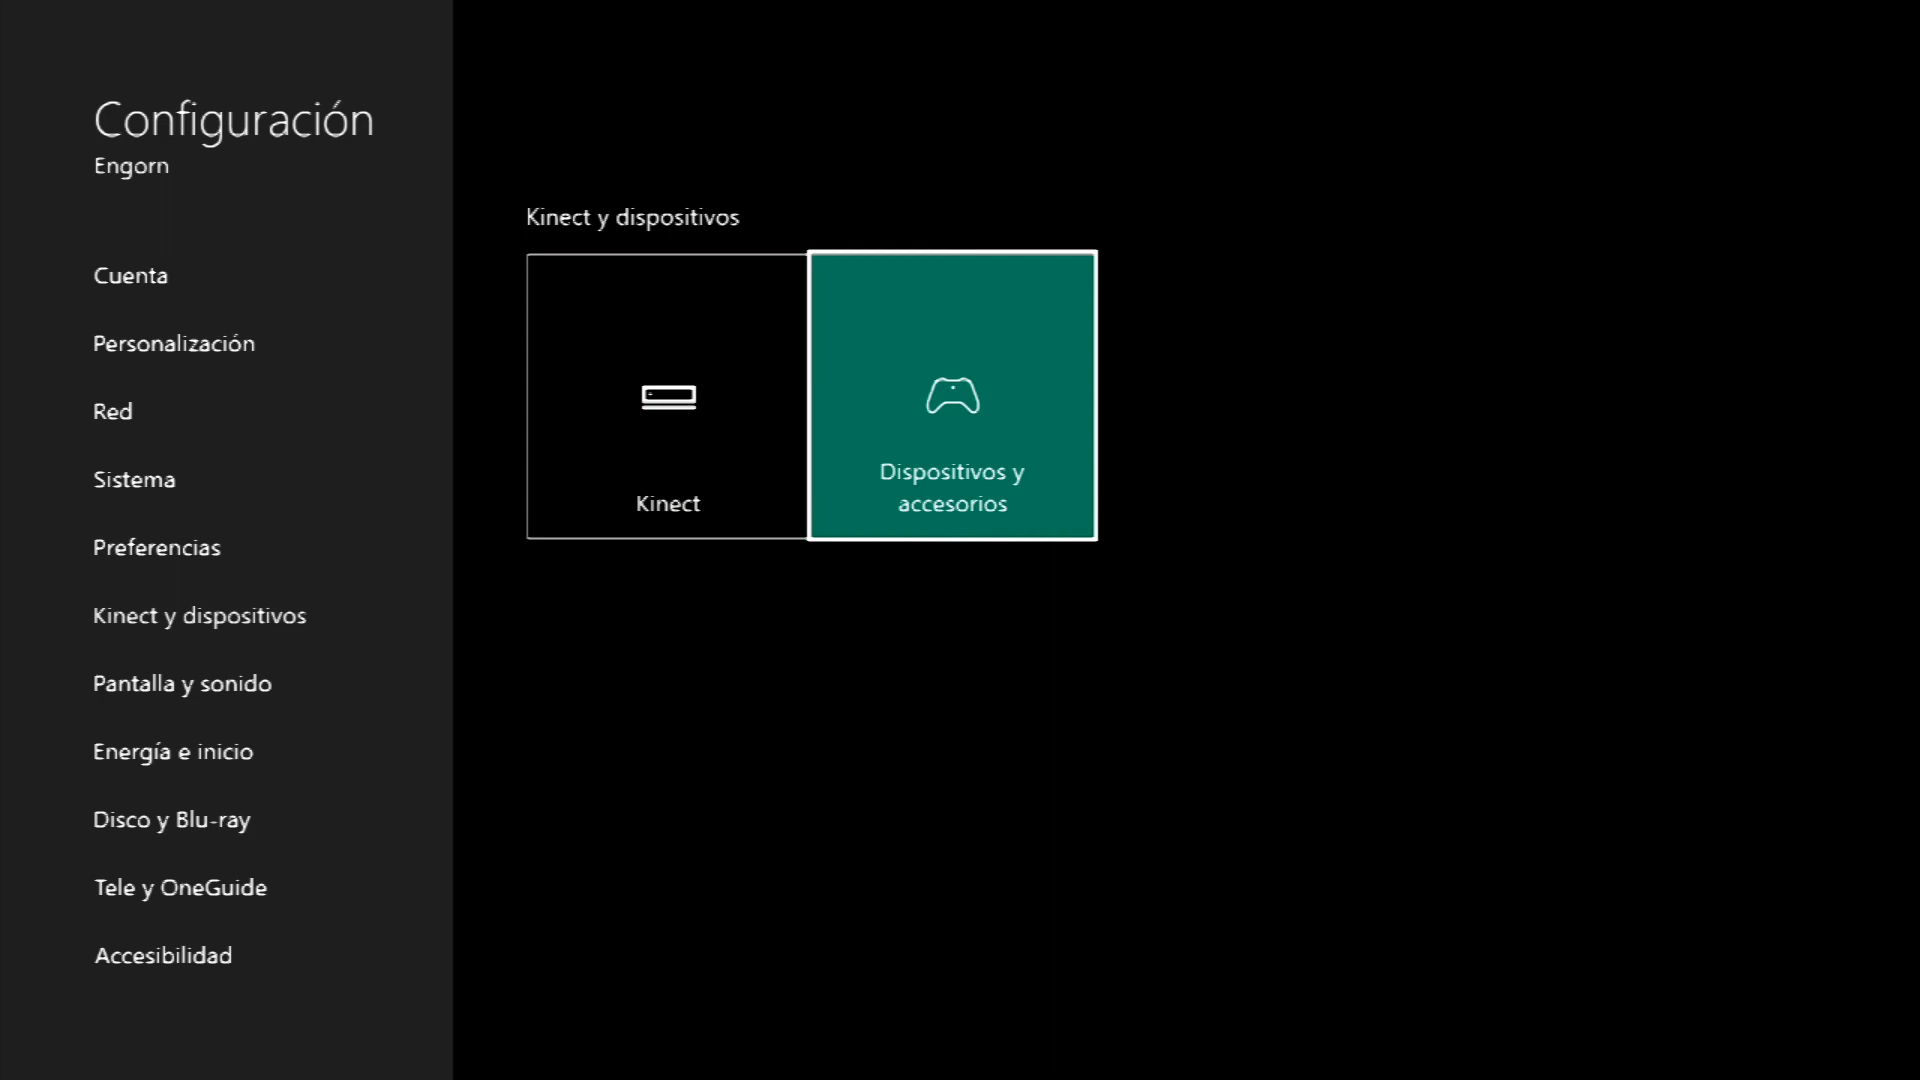 Configuración
Engorn
Cuenta
Personalización
Red
Sistema
Preferencias
Kinect y dispositivos
Pantalla y sonido
Energía e inicio
Disco y Blu-ray
Tele y OneGuide
Accesibilidad
Kinect y dispositivos
Kinect
Dispositivos y
accesorios